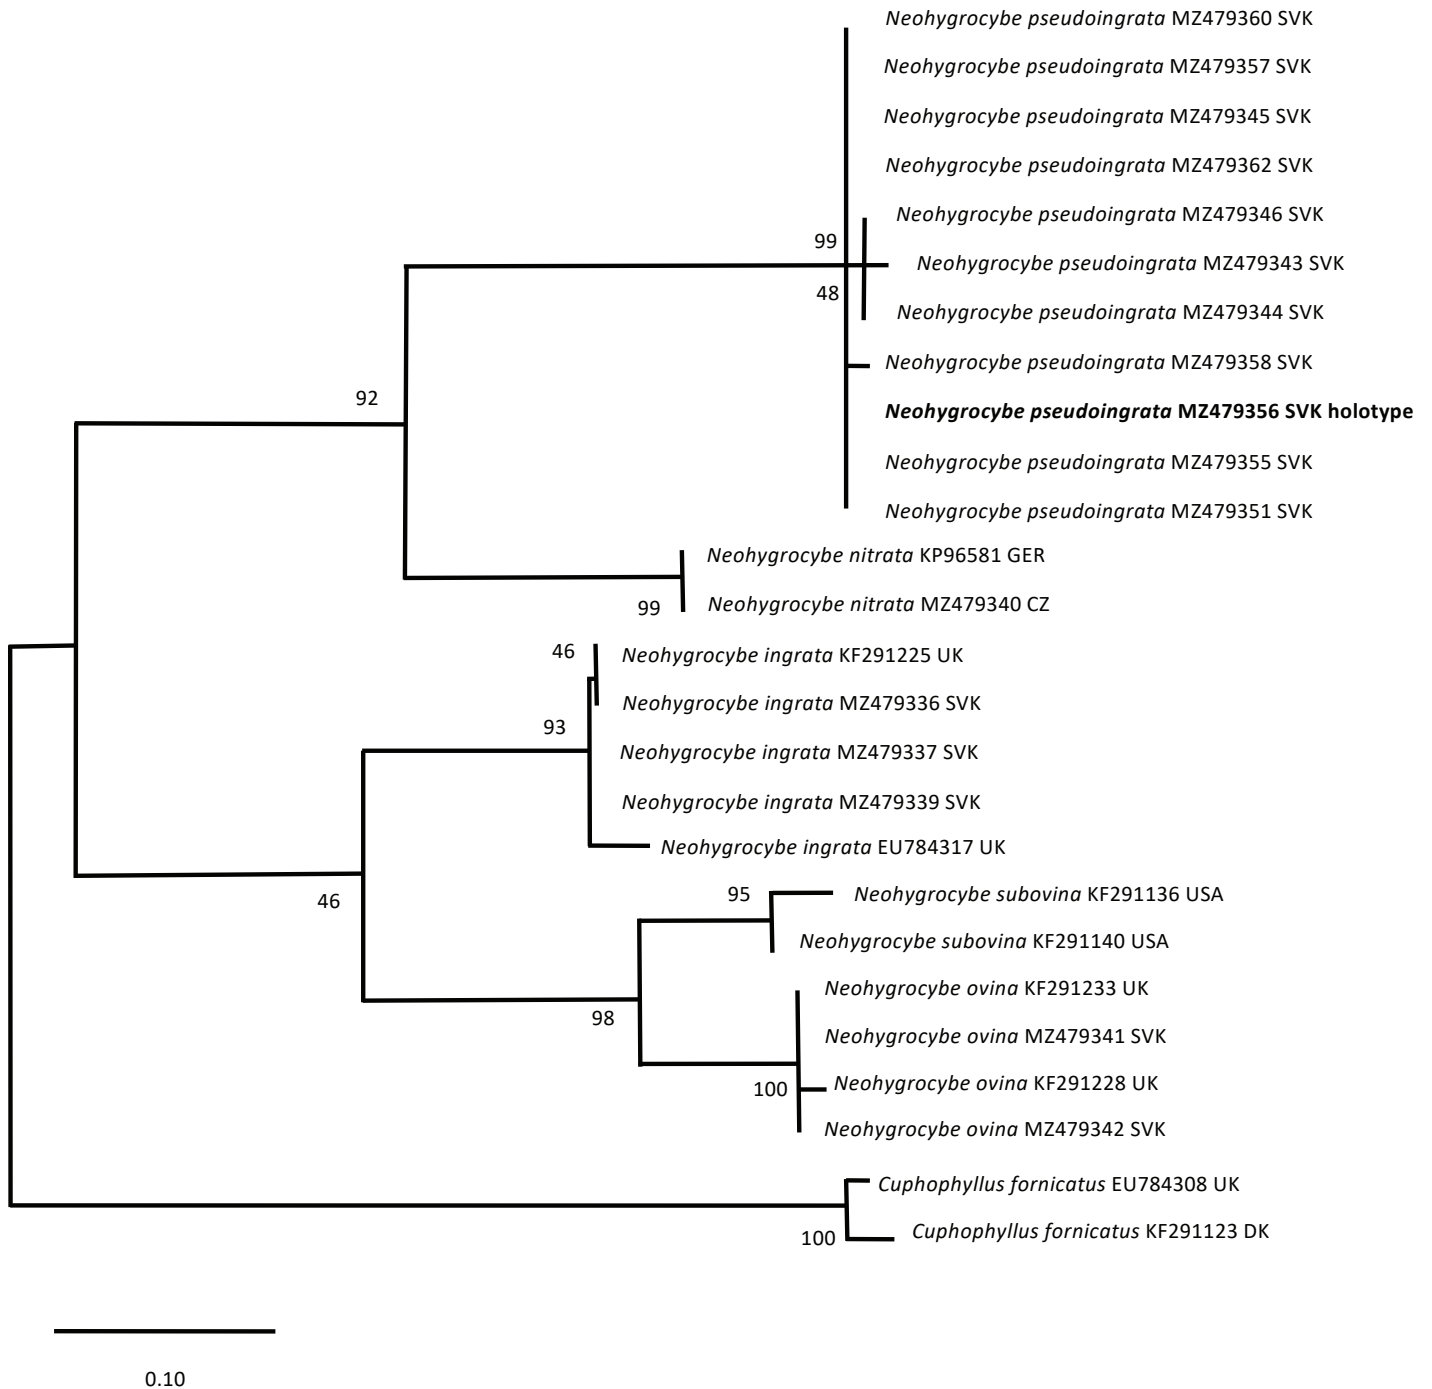 Neohygrocybe pseudoingrata MZ479360 SVK
Neohygrocybe pseudoingrata MZ479357 SVK
Neohygrocybe pseudoingrata MZ479345 SVK
Neohygrocybe pseudoingrata MZ479362 SVK
Neohygrocybe pseudoingrata MZ479346 SVK
99
Neohygrocybe pseudoingrata MZ479343 SVK
48
Neohygrocybe pseudoingrata MZ479344 SVK
Neohygrocybe pseudoingrata MZ479358 SVK
92
Neohygrocybe pseudoingrata MZ479356 SVK holotype
Neohygrocybe pseudoingrata MZ479355 SVK
Neohygrocybe pseudoingrata MZ479351 SVK
Neohygrocybe nitrata KP96581 GER
99
Neohygrocybe nitrata MZ479340 CZ
46
Neohygrocybe ingrata KF291225 UK
Neohygrocybe ingrata MZ479336 SVK
93
Neohygrocybe ingrata MZ479337 SVK
Neohygrocybe ingrata MZ479339 SVK
Neohygrocybe ingrata EU784317 UK
46
95
Neohygrocybe subovina KF291136 USA
Neohygrocybe subovina KF291140 USA
Neohygrocybe ovina KF291233 UK
98
Neohygrocybe ovina MZ479341 SVK
100
Neohygrocybe ovina KF291228 UK
Neohygrocybe ovina MZ479342 SVK
Cuphophyllus fornicatus EU784308 UK
100
Cuphophyllus fornicatus KF291123 DK
0.10